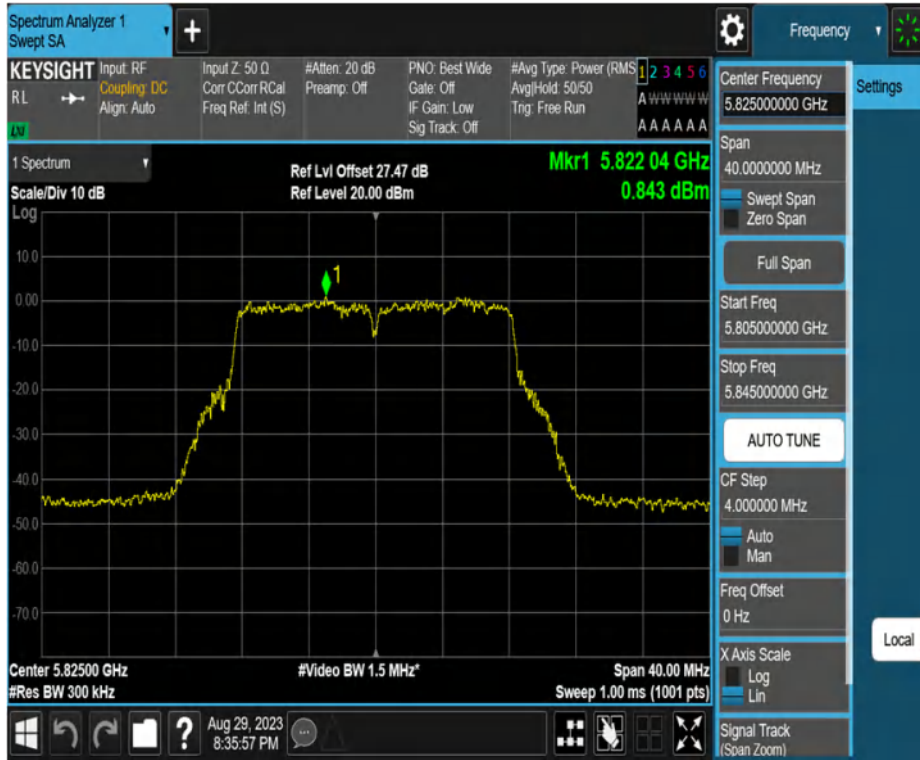 Spectrum Analyzer 1
Swept SA
Frequency
KEYSIGHT
RL
LXI
Input: RF
Coupling: DC
Align: Auto
Input Z: 50 Ω
Corr CCorr RCal
Freq Ref: Int (S)
#Atten: 20 dB
Preamp: Off
PNO: Best Wide
Gate: Off
IF Gain: Low
Sig Track: Off
#Avg Type: Power (RMS
Avg|Hold: 50/50
Trig: Free Run
1 2 3 4 5 6
A W W W W W
A A A A A A
1 Spectrum
Scale/Div 10 dB
Log
Ref Lvl Offset 27.47 dB
Ref Level 20.00 dBm
Mkr1 5.822 04 GHz
0.843 dBm
1
10.0
0.00
-10.0
-20.0
-30.0
-40.0
-50.0
-60.0
-70.0
Center 5.82500 GHz
#Res BW 300 kHz
#Video BW 1.5 MHz*
Span 40.00 MHz
Sweep 1.00 ms (1001 pts)
Aug 29, 2023
8:35:57 PM
Center Frequency
5.825000000 GHz
Span
40.0000000 MHz
Swept Span
Zero Span
Full Span
Start Freq
5.805000000 GHz
Stop Freq
5.845000000 GHz
AUTO TUNE
CF Step
4.000000 MHz
Auto
Man
Freq Offset
0 Hz
X Axis Scale
Log
Lin
Signal Track
(Span Zoom)
Settings
Local